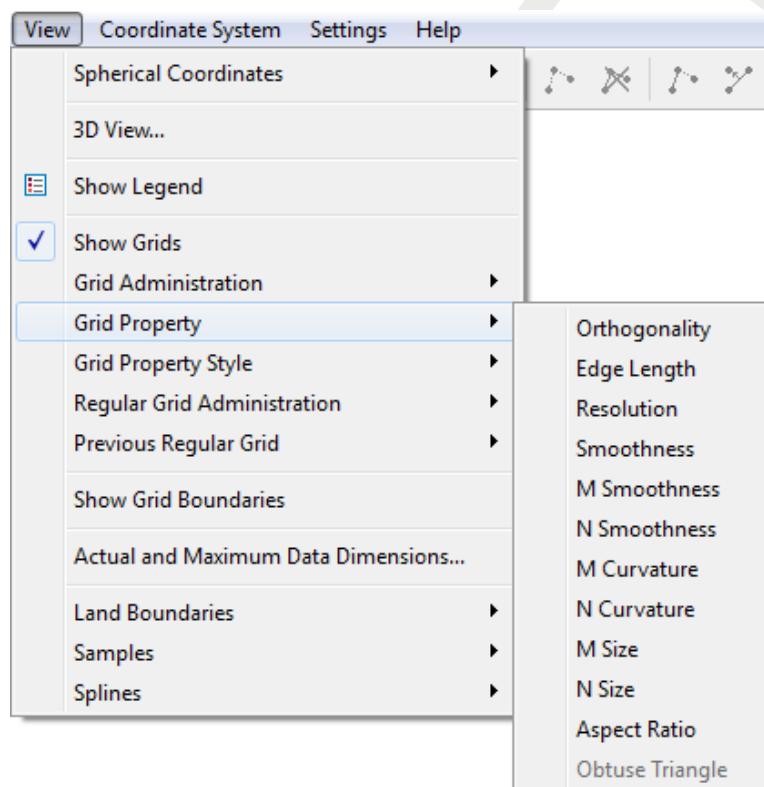 View Coordinate System Settings Help
Spherical Coordinates
3D View...
Show Legend
Show Grids
Grid Administration
Grid Property
Grid Property Style
Regular Grid Administration
Previous Regular Grid
Show Grid Boundaries
Actual and Maximum Data Dimensions...
Land Boundaries
Samples
Splines
Orthogonality
Edge Length
Resolution
Smoothness
M Smoothness
N Smoothness
M Curvature
N Curvature
M Size
N Size
Aspect Ratio
Obtuse Triangle